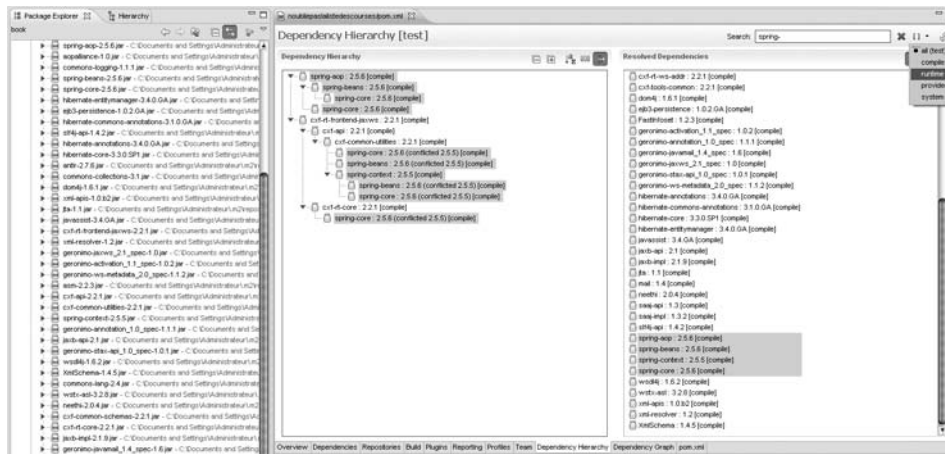 Package Explorer
Hierarchy
book
spring-aop-2.5.6.jar - C:\Documents and Settings\Administrateur\
aopalliance-1.0.jar - C:\Documents and Settings\Administrateur\
commons-logging-1.1.1.jar - C:\Documents and Settings\
spring-beans-2.5.6.jar - C:\Documents and Settings\Administrateu
spring-core-2.5.6.jar - C:\Documents and Settings\Administrateur
hibernate-entitymanager-3.4.0.GA.jar - C:\Documents and
ejb3-persistence-1.0.2.GA.jar - C:\Documents and Settings\
hibernate-commons-annotations-3.1.0.GA.jar - C:\Documents
slf4j-api-1.4.2.jar - C:\Documents and Settings\Administrateur\
hibernate-annotations-3.4.0.GA.jar - C:\Documents and
hibernate-core-3.3.0.SP1.jar - C:\Documents and Settings\
antlr-2.7.6.jar - C:\Documents and Settings\Administrateur\.m2\
commons-collections-3.1.jar - C:\Documents and Settings\
dom4j-1.6.1.jar - C:\Documents and Settings\Administrateur\.m2\
xml-apis-1.0.b2.jar - C:\Documents and Settings\Administrateur\
jta-1.1.jar - C:\Documents and Settings\Administrateur\.m2\repos
javassist-3.4.GA.jar - C:\Documents and Settings\Administrateur
cxf-rt-frontend-jaxws-2.2.1.jar - C:\Documents and Settings\
xml-resolver-1.2.jar - C:\Documents and Settings\Administrateur\
geronimo-jaxws_2.1_spec-1.0.jar - C:\Documents and Settings
geronimo-activation_1.1_spec-1.0.2.jar - C:\Documents and
geronimo-ws-metadata_2.0_spec-1.1.2.jar - C:\Documents and
asm-2.2.3.jar - C:\Documents and Settings\Administrateur\.m2\
cxf-api-2.2.1.jar - C:\Documents and Settings\Administrateur\
cxf-common-utilities-2.2.1.jar - C:\Documents and Settings\
spring-context-2.5.5.jar - C:\Documents and Settings\
geronimo-annotation_1.0_spec-1.1.1.jar - C:\Documents and
jaxb-api-2.1.jar - C:\Documents and Settings\Administrateur\
geronimo-stax-api_1.0_spec-1.0.1.jar - C:\Documents and
wsdl4j-1.6.2.jar - C:\Documents and Settings\Administrateur\
XmlSchema-1.4.5.jar - C:\Documents and Settings\
commons-lang-2.4.jar - C:\Documents and Settings\
wstx-asl-3.2.8.jar - C:\Documents and Settings\Administrateur\
neethi-2.0.4.jar - C:\Documents and Settings\Administrateur\.m2\
cxf-common-schemas-2.2.1.jar - C:\Documents and Settings\
cxf-rt-core-2.2.1.jar - C:\Documents and Settings\
jaxb-impl-2.1.9.jar - C:\Documents and Settings\Administrateur\
geronimo-javamail_1.4_spec-1.6.jar - C:\Documents and
noubliepaslalistedescourses/pom.xml
Dependency Hierarchy [test]
Search: spring-
all (test)
compile
runtime
provide
system
Dependency Hierarchy
spring-aop : 2.5.6 [compile]
spring-beans : 2.5.6 [compile]
spring-core : 2.5.6 [compile]
spring-core : 2.5.6 [compile]
cxf-rt-frontend-jaxws : 2.2.1 [compile]
cxf-api : 2.2.1 [compile]
cxf-common-utilities : 2.2.1 [compile]
spring-core : 2.5.6 (conflicted 2.5.5) [compile]
spring-beans : 2.5.6 (conflicted 2.5.5) [compile]
spring-context : 2.5.5 [compile]
spring-beans : 2.5.6 (conflicted 2.5.5) [compile]
spring-core : 2.5.6 (conflicted 2.5.5) [compile]
cxf-rt-core : 2.2.1 [compile]
spring-core : 2.5.6 (conflicted 2.5.5) [compile]
Resolved Dependencies
cxf-rt-ws-addr : 2.2.1 [compile]
cxf-tools-common : 2.2.1 [compile]
dom4j : 1.6.1 [compile]
ejb3-persistence : 1.0.2.GA [compile]
FastInfoset : 1.2.3 [compile]
geronimo-activation_1.1_spec : 1.0.2 [compile]
geronimo-annotation_1.0_spec : 1.1.1 [compile]
geronimo-javamail_1.4_spec : 1.6 [compile]
geronimo-jaxws_2.1_spec : 1.0 [compile]
geronimo-stax-api_1.0_spec : 1.0.1 [compile]
geronimo-ws-metadata_2.0_spec : 1.1.2 [compile]
hibernate-annotations : 3.4.0.GA [compile]
hibernate-commons-annotations : 3.1.0.GA [compile]
hibernate-core : 3.3.0.SP1 [compile]
hibernate-entitymanager : 3.4.0.GA [compile]
javassist : 3.4.GA [compile]
jaxb-api : 2.1 [compile]
jaxb-impl : 2.1.9 [compile]
jta : 1.1 [compile]
mail : 1.4 [compile]
neethi : 2.0.4 [compile]
saaj-api : 1.3 [compile]
saaj-impl : 1.3.2 [compile]
slf4j-api : 1.4.2 [compile]
spring-aop : 2.5.6 [compile]
spring-beans : 2.5.6 [compile]
spring-context : 2.5.5 [compile]
spring-core : 2.5.6 [compile]
wsdl4j : 1.6.2 [compile]
wstx-asl : 3.2.8 [compile]
xml-apis : 1.0.b2 [compile]
xml-resolver : 1.2 [compile]
XmlSchema : 1.4.5 [compile]
Overview Dependencies Repositories Build Plugins Reporting Profiles Team Dependency Hierarchy Dependency Graph pom.xml